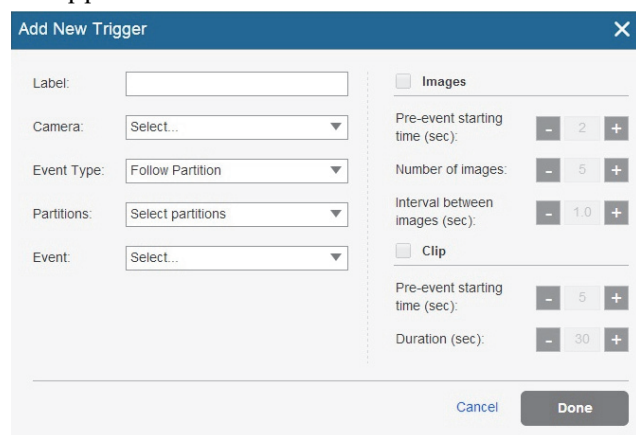 Add New Trigger
Label:
Camera: Select...
Event Type: Follow Partition
Partitions: Select partitions
Event: Select...
Images
Pre-event starting
time (sec): - 2 +
Number of images: - 5 +
Interval between
images (sec): - 1.0 +
Clip
Pre-event starting
time (sec): - 5 +
Duration (sec): - 30 +
Cancel Done